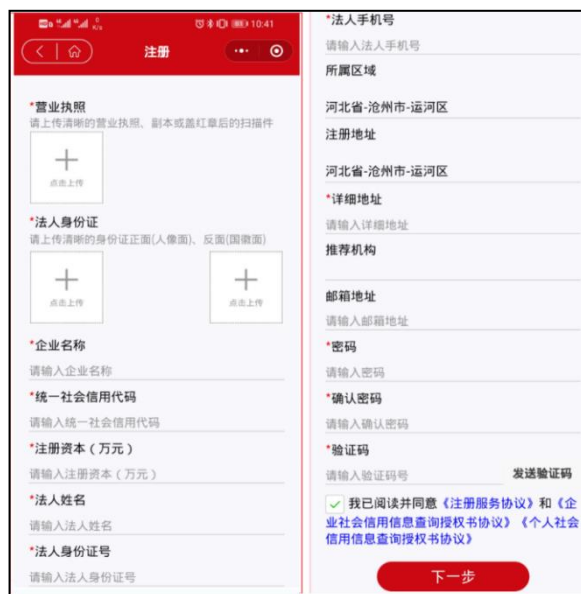 10:41
注册
*营业执照
请上传清晰的营业执照、副本或盖红章后的扫描件
点击上传
*法人身份证
请上传清晰的身份证正面(人像面)、反面(国徽面)
点击上传
点击上传
*企业名称
请输入企业名称
*统一社会信用代码
请输入统一社会信用代码
*注册资本（万元）
请输入注册资本（万元）
*法人姓名
请输入法人姓名
*法人身份证号
请输入法人身份证号
*法人手机号
请输入法人手机号
所属区域
河北省-沧州市-运河区
注册地址
河北省-沧州市-运河区
*详细地址
请输入详细地址
推荐机构
邮箱地址
请输入邮箱地址
*密码
请输入密码
*确认密码
请输入确认密码
*验证码
请输入验证码号 发送验证码
我已阅读并同意《注册服务协议》和《企
业社会信用信息查询授权书协议》《个人社会
信用信息查询授权书协议》
下一步